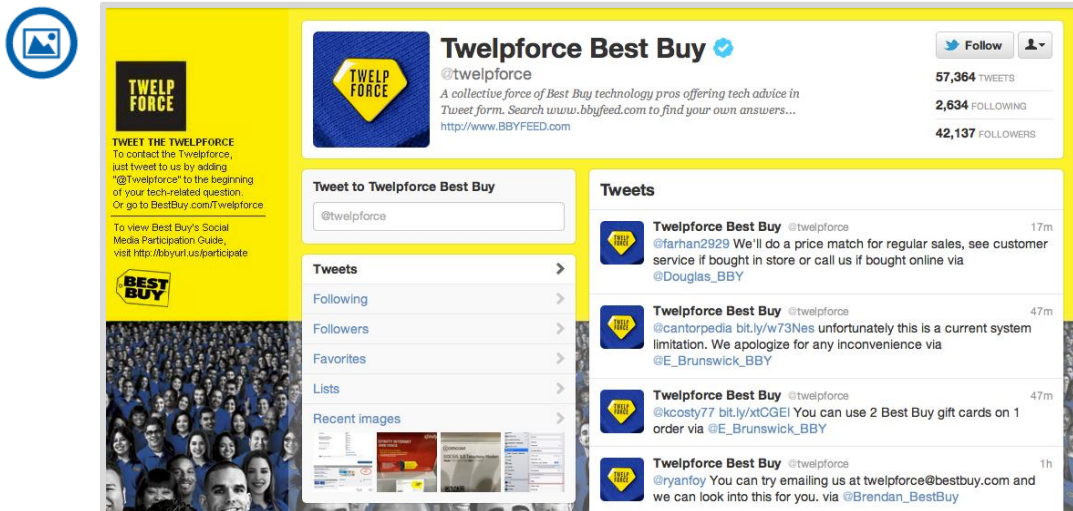 TWELP
FORCE
TWEET THE TWELPFORCE
To contact the Twelpforce,
just tweet to us by adding
"@Twelpforce" to the beginning
of your tech-related question.
Or go to BestBuy.com/Twelpforce
To view Best Buy's Social
Media Participation Guide,
visit http://bbyurl.us/participate
BEST
BUY
TWELP
FORCE
Twelpforce Best Buy
@twelpforce
A collective force of Best Buy technology pros offering tech advice in
Tweet form. Search www.bbyfeed.com to find your own answers...
http://www.BBYFEED.com
Follow
57,364 TWEETS
2,634 FOLLOWING
42,137 FOLLOWERS
Tweet to Twelpforce Best Buy
@twelpforce
Tweets
Following
Followers
Favorites
Lists
Recent images
Tweets
Twelpforce Best Buy @twelpforce 17m
@farhan2929 We'll do a price match for regular sales, see customer
service if bought in store or call us if bought online via
@Douglas_BBY
Twelpforce Best Buy @twelpforce 47m
@cantorpedia bit.ly/w73Nes unfortunately this is a current system
limitation. We apologize for any inconvenience via
@E_Brunswick_BBY
Twelpforce Best Buy @twelpforce 47m
@kcosty77 bit.ly/xtCGEl You can use 2 Best Buy gift cards on 1
order via @E_Brunswick_BBY
Twelpforce Best Buy @twelpforce 1h
@ryanfoy You can try emailing us at twelpforce@bestbuy.com and
we can look into this for you. via @Brendan_BestBuy